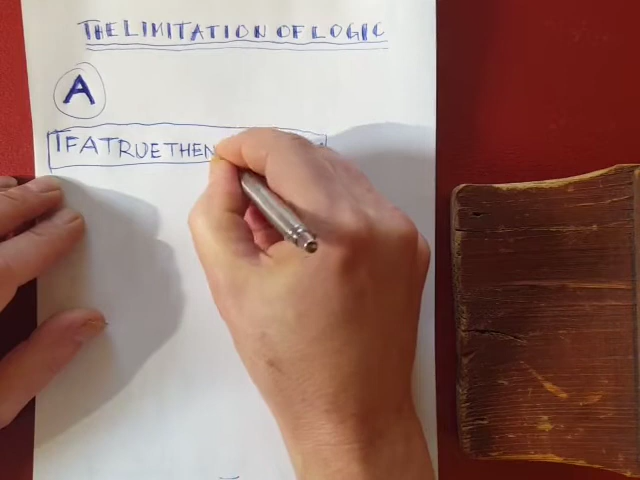 THE LIMITATION OF LOGIC
A
IF A TRUE THEN